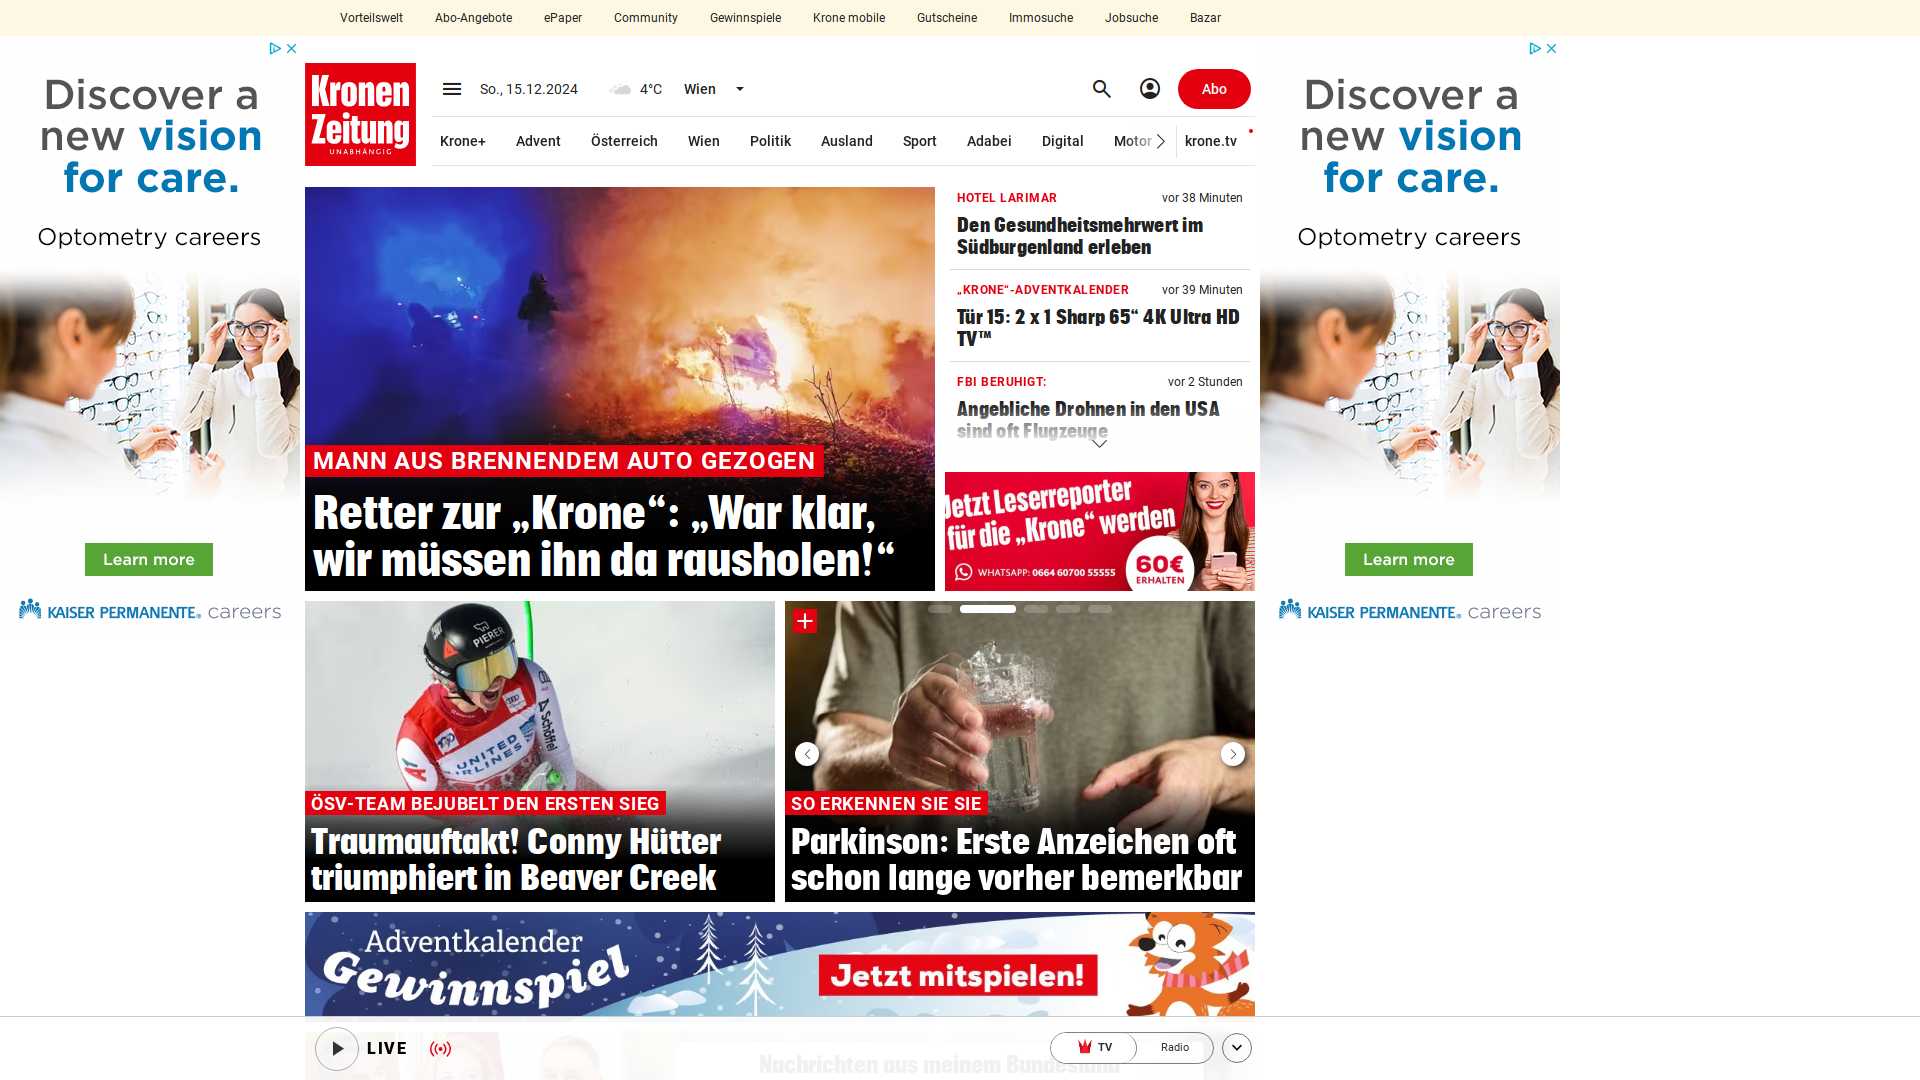 Vorteilswelt
Abo-Angebote
ePaper
Community
Gewinnspiele
Krone mobile
Gutscheine
Immosuche
Jobsuche
Bazar
Discover a
new vision
for care.
Optometry careers
Learn more
KAISER PERMANENTE® careers
Kronen
Zeitung
UNABHÄNGIG
So., 15.12.2024
4°C
Wien
Abo
Krone+
Advent
Österreich
Wien
Politik
Ausland
Sport
Adabei
Digital
Motor
krone.tv
MANN AUS BRENNENDEM AUTO GEZOGEN
Retter zur „Krone“: „War klar,
wir müssen ihn da rausholen!“
HOTEL LARIMAR
vor 38 Minuten
Den Gesundheitsmehrwert im
Südburgenland erleben
„KRONE“-ADVENTKALENDER
vor 39 Minuten
Tür 15: 2 x 1 Sharp 65“ 4K Ultra HD
TV™
FBI BERUHIGT:
vor 2 Stunden
Angebliche Drohnen in den USA
sind oft Flugzeuge
Jetzt Leserreporter
für die „Krone“ werden
WHATSAPP: 0664 60700 55555
60€
ERHALTEN
PIERER
UNITED
AIRLINES
A1
Schöffel
ÖSV-TEAM BEJUBELT DEN ERSTEN SIEG
Traumauftakt! Conny Hütter
triumphiert in Beaver Creek
SO ERKENNEN SIE SIE
Parkinson: Erste Anzeichen oft
schon lange vorher bemerkbar
Adventkalender
Gewinnspiel
Jetzt mitspielen!
Discover a
new vision
for care.
Optometry careers
Learn more
KAISER PERMANENTE® careers
LIVE
Nachrichten aus meinem Bundesland
TV
Radio